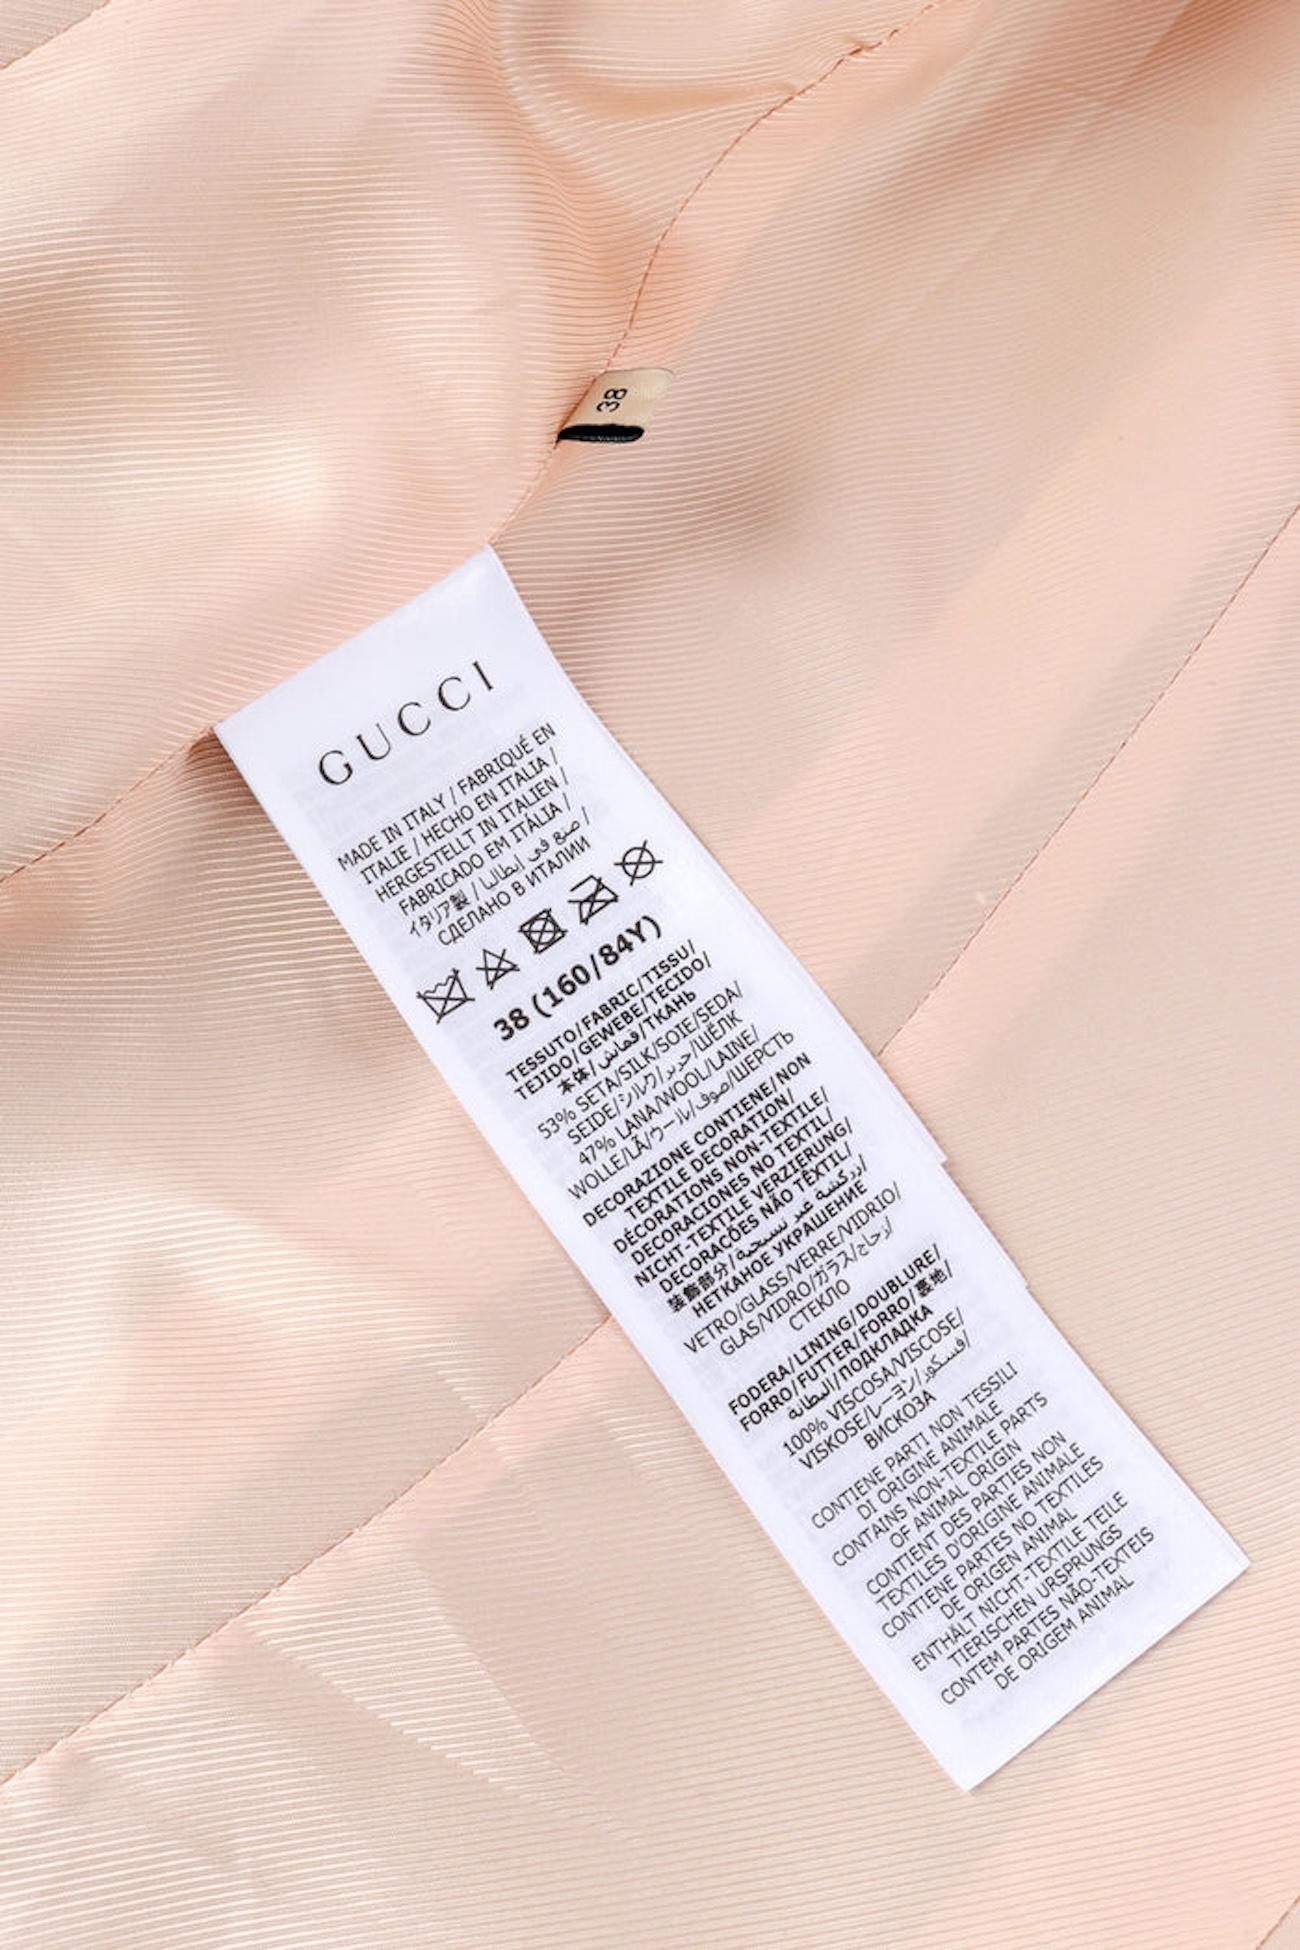 38
GUCCI
MADE IN ITALY / FABRIQUÉ EN
ITALIE / HECHO EN ITALIA /
HERGESTELLT IN ITALIEN /
FABRICADO EM ITÁLIA /
イタリア製 / صنع في ايطاليا /
СДЕЛАНО В ИТАЛИИ
38 (160/84Y)
TESSUTO/FABRIC/TISSU/
TEJIDO/GEWEBE/TECIDO/
本体/قماش/ТКАНЬ
53% SETA/SILK/SOIE/SEDA/
SEIDE/シルク/حرير/ШЁЛК
47% LANA/WOOL/LAINE/
WOLLE/LÃ/ウール/صوف/ШЕРСТЬ
DECORAZIONE CONTIENE/NON
TEXTILE DECORATION/
DÉCORATIONS NON-TEXTILE/
DECORACIONES NO TEXTIL/
NICHT-TEXTILE VERZIERUNG/
DECORAÇÕES NÃO TÊXTIL/
装飾部分/زركشة غير نسيجية/
НЕТКАНОЕ УКРАШЕНИЕ
VETRO/GLASS/VERRE/VIDRIO/
GLAS/VIDRO/ガラス/زجاج/
СТЕКЛО
FODERA/LINING/DOUBLURE/
FORRO/FUTTER/FORRO/裏地/
البطانة/ПОДКЛАДКА
100% VISCOSA/VISCOSE/
VISKOSE/レーヨン/فسكوز/
ВИСКОЗА
CONTIENE PARTI NON TESSILI
DI ORIGINE ANIMALE
CONTAINS NON-TEXTILE PARTS
OF ANIMAL ORIGIN
CONTIENT DES PARTIES NON
TEXTILES D'ORIGINE ANIMALE
CONTIENE PARTES NO TEXTILES
DE ORIGEN ANIMAL
ENTHÄLT NICHT-TEXTILE TEILE
TIERISCHEN URSPRUNGS
CONTEM PARTES NÃO-TEXTEIS
DE ORIGEM ANIMAL